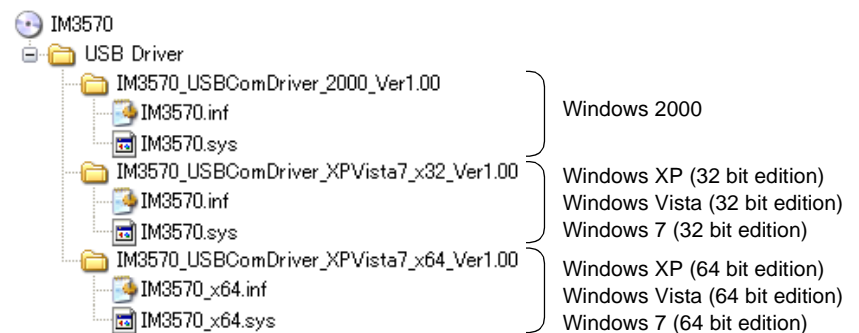 IM3570
USB Driver
IM3570_USBComDriver_2000_Ver1.00
IM3570.inf
IM3570.sys
Windows 2000
IM3570_USBComDriver_XPVista7_x32_Ver1.00
IM3570.inf
IM3570.sys
Windows XP (32 bit edition)
Windows Vista (32 bit edition)
Windows 7 (32 bit edition)
IM3570_USBComDriver_XPVista7_x64_Ver1.00
IM3570_x64.inf
IM3570_x64.sys
Windows XP (64 bit edition)
Windows Vista (64 bit edition)
Windows 7 (64 bit edition)